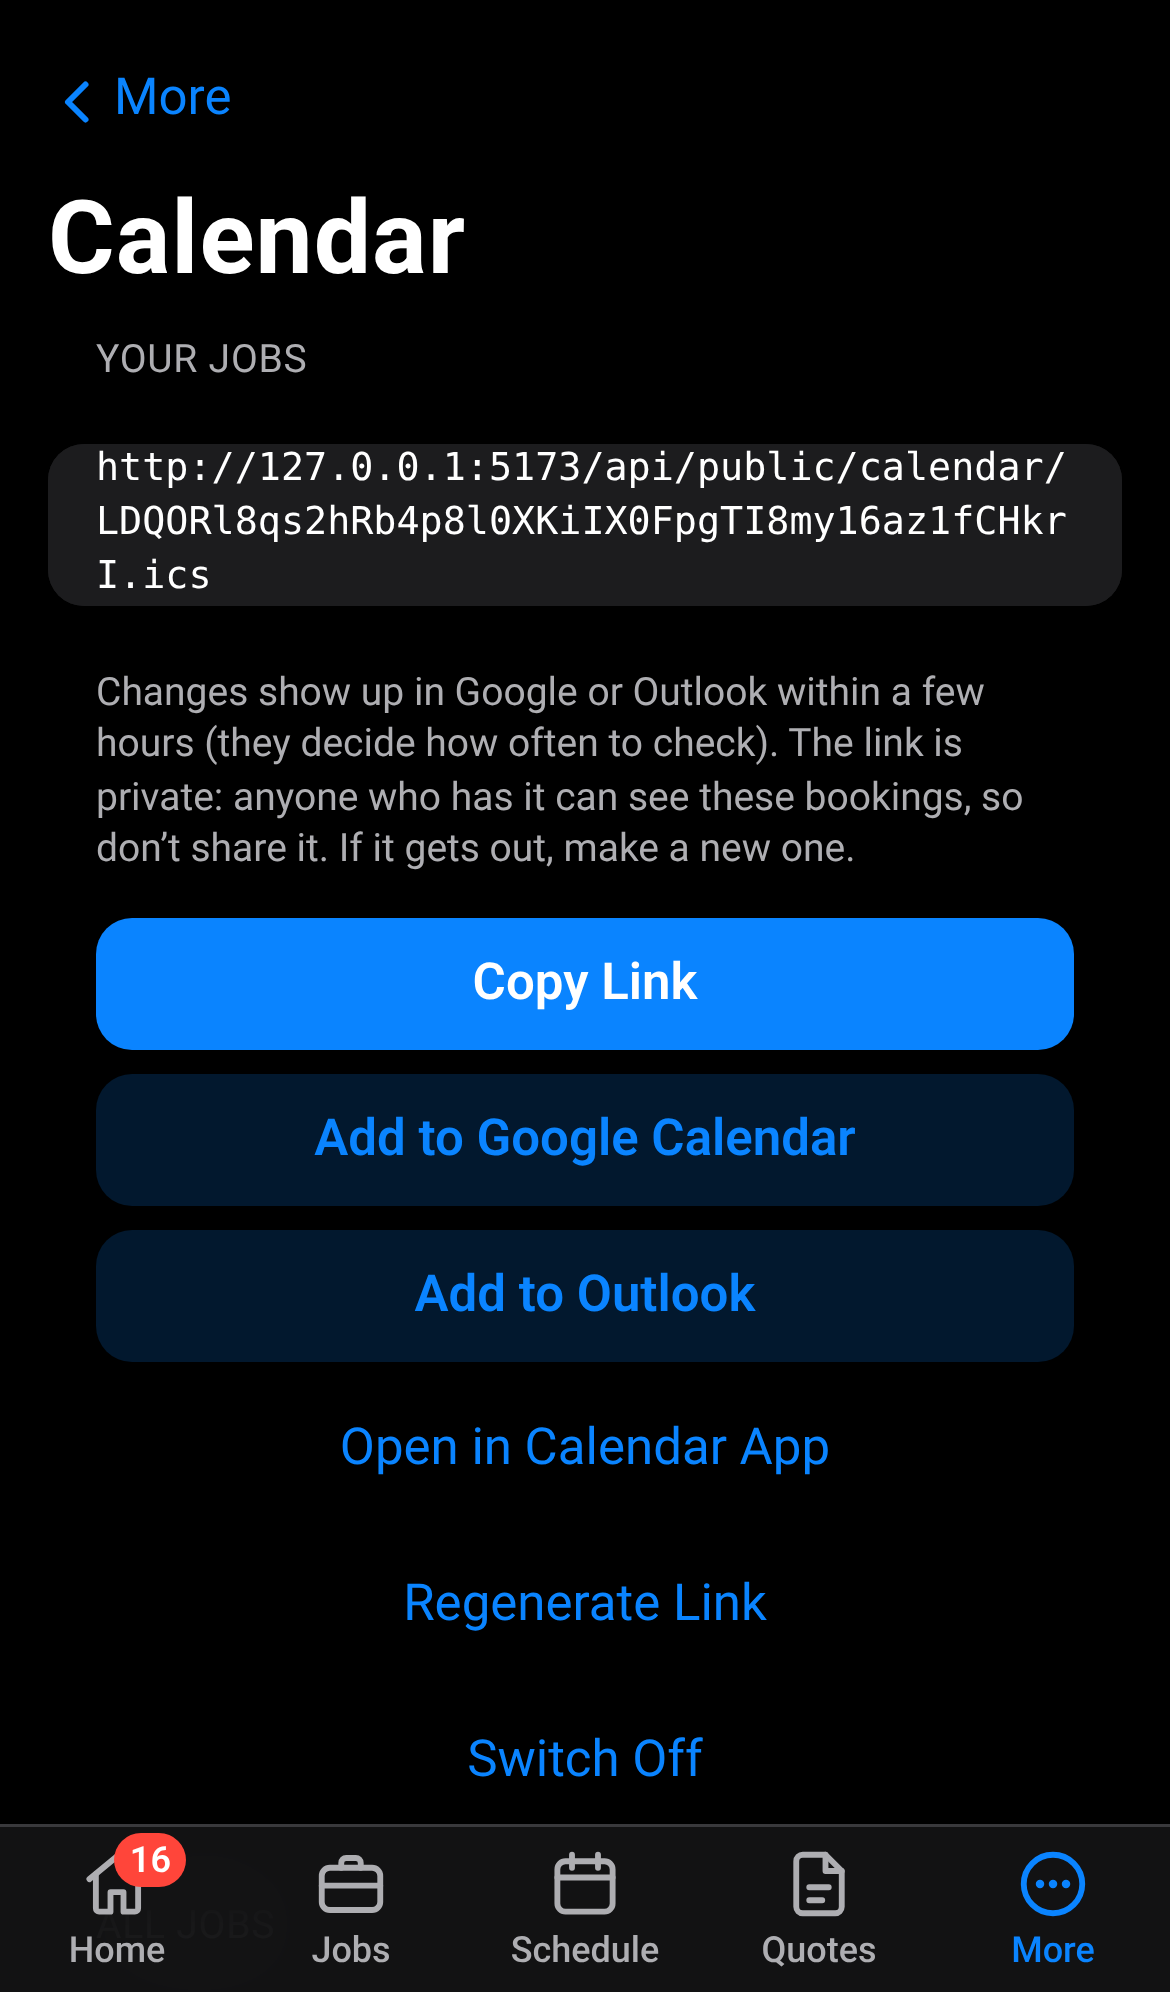 More
Calendar
YOUR JOBS
http://127.0.0.1:5173/api/public/calendar/
LDQORl8qs2hRb4p8l0XKiIX0FpgTI8my16az1fCHkr
I.ics
Changes show up in Google or Outlook within a few
hours (they decide how often to check). The link is
private: anyone who has it can see these bookings, so
don’t share it. If it gets out, make a new one.
Copy Link
Add to Google Calendar
Add to Outlook
Open in Calendar App
Regenerate Link
Switch Off
16
ALL JOBS
Home
Jobs
Schedule
Quotes
More